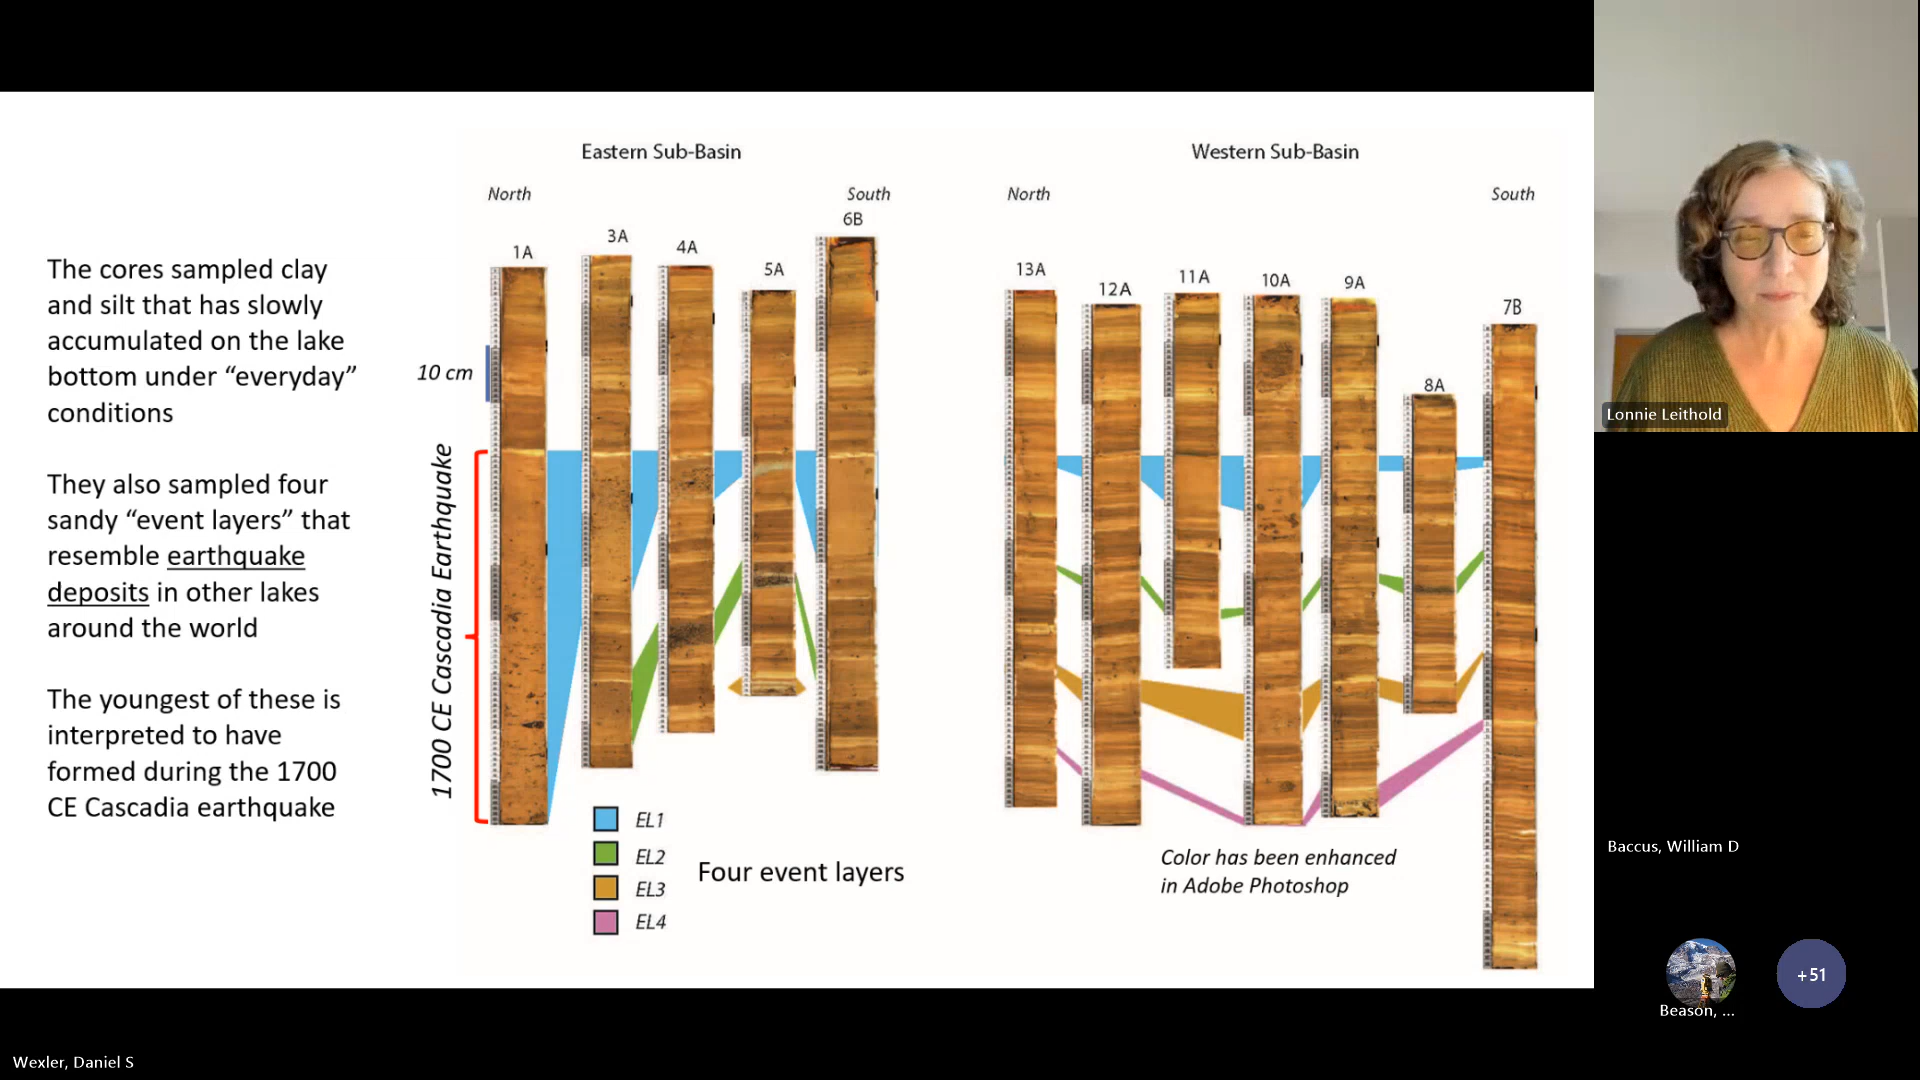 Eastern Sub-Basin
Western Sub-Basin
North
South
North
South
1A
3A
4A
5A
6B
13A
12A
11A
10A
9A
8A
7B
The cores sampled clay
and silt that has slowly
accumulated on the lake
bottom under “everyday”
conditions
They also sampled four
sandy “event layers” that
resemble earthquake
deposits in other lakes
around the world
The youngest of these is
interpreted to have
formed during the 1700
CE Cascadia earthquake
10 cm
1700 CE Cascadia Earthquake
EL1
EL2
EL3
EL4
Four event layers
Color has been enhanced
in Adobe Photoshop
Lonnie Leithold
Baccus, William D
+51
Beason, ...
Wexler, Daniel S